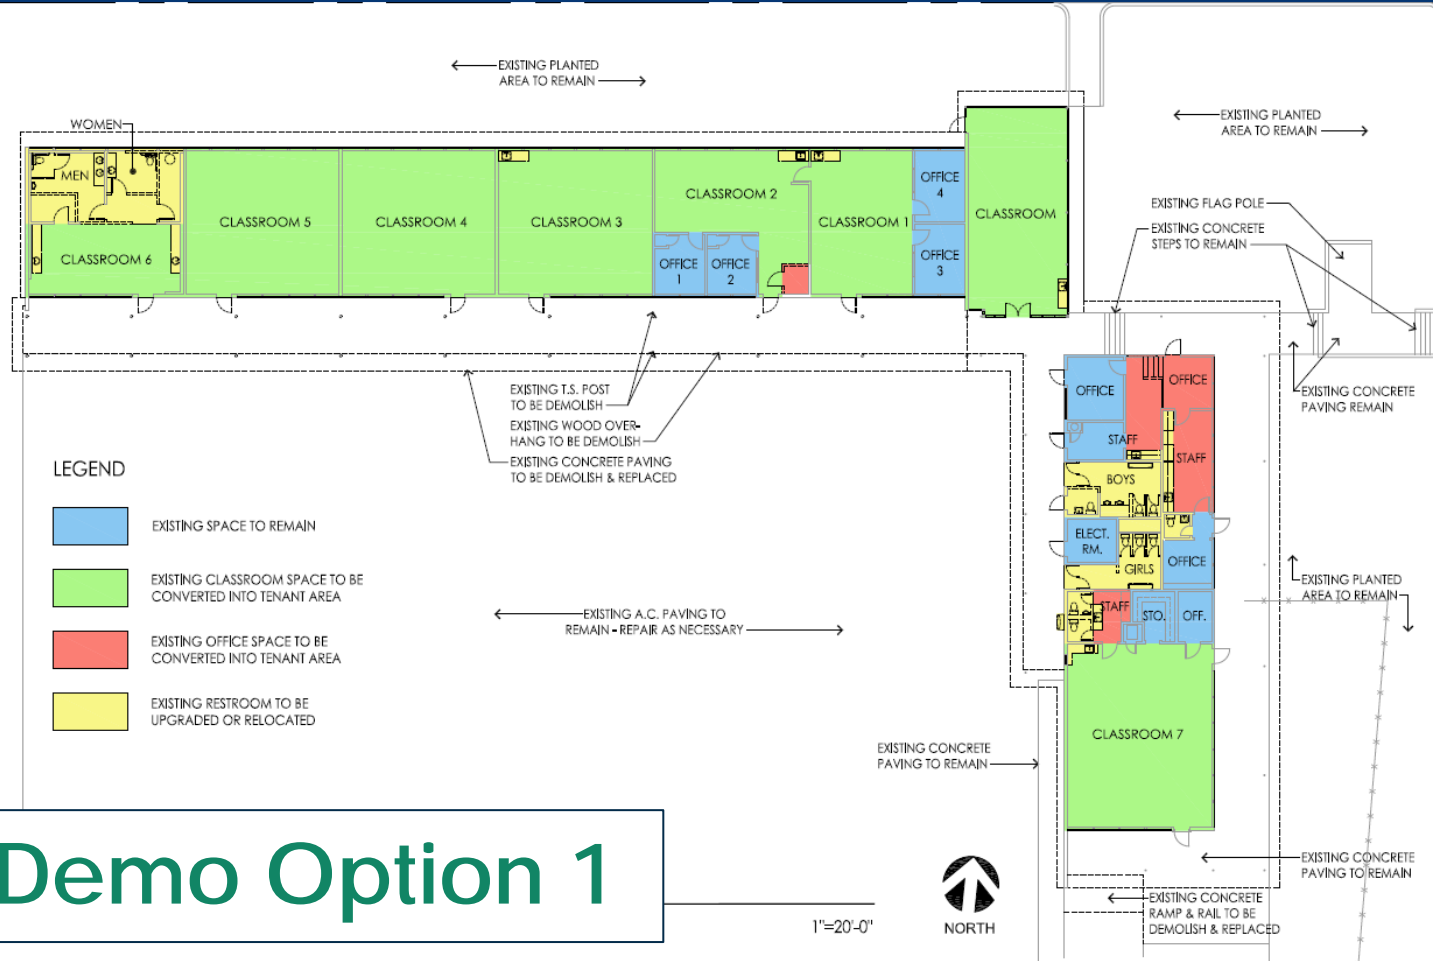 EXISTING PLANTED
AREA TO REMAIN
EXISTING PLANTED
AREA TO REMAIN
WOMEN
MEN
CLASSROOM 6
CLASSROOM 5
CLASSROOM 4
CLASSROOM 3
CLASSROOM 2
OFFICE
1
OFFICE
2
CLASSROOM 1
OFFICE
4
OFFICE
3
CLASSROOM
EXISTING FLAG POLE
EXISTING CONCRETE
STEPS TO REMAIN
EXISTING T.S. POST
TO BE DEMOLISH
EXISTING WOOD OVER-
HANG TO BE DEMOLISH
EXISTING CONCRETE PAVING
TO BE DEMOLISH & REPLACED
OFFICE
OFFICE
STAFF
STAFF
BOYS
ELECT.
RM.
GIRLS
OFFICE
STAFF
STO.
OFF.
CLASSROOM 7
EXISTING CONCRETE
PAVING REMAIN
EXISTING PLANTED
AREA TO REMAIN
LEGEND
EXISTING SPACE TO REMAIN
EXISTING CLASSROOM SPACE TO BE
CONVERTED INTO TENANT AREA
EXISTING OFFICE SPACE TO BE
CONVERTED INTO TENANT AREA
EXISTING RESTROOM TO BE
UPGRADED OR RELOCATED
EXISTING A.C. PAVING TO
REMAIN - REPAIR AS NECESSARY
EXISTING CONCRETE
PAVING TO REMAIN
EXISTING CONCRETE
PAVING TO REMAIN
EXISTING CONCRETE
RAMP & RAIL TO BE
DEMOLISH & REPLACED
Demo Option 1
1"=20'-0"
NORTH